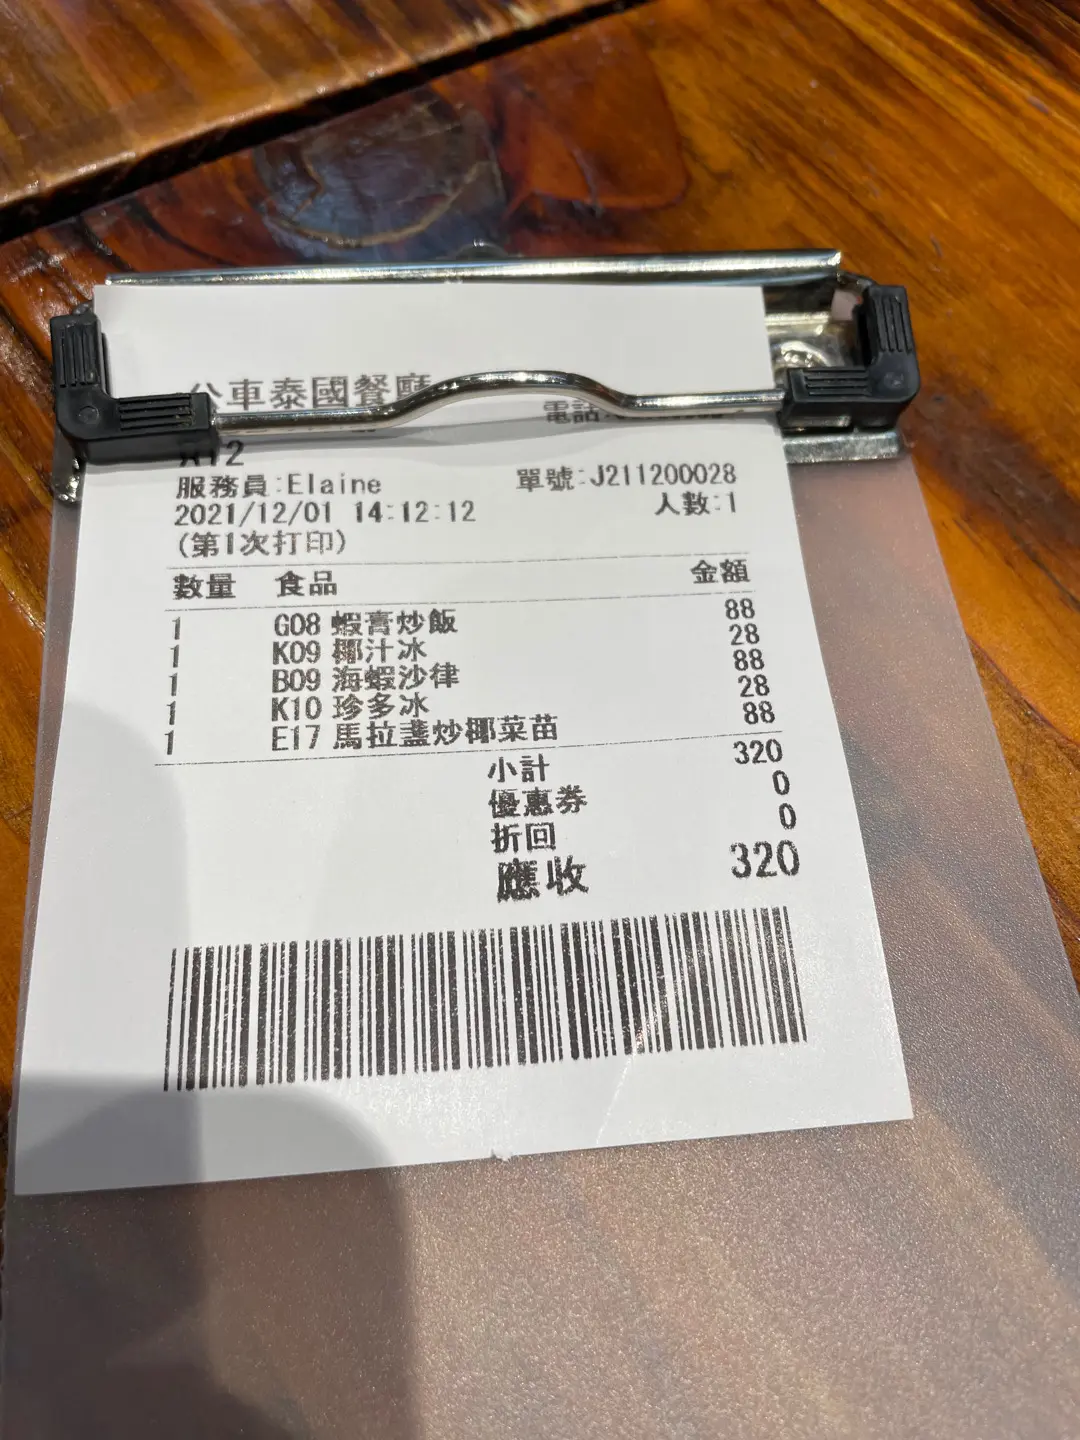 公車泰國餐廳
電話:
A12
服務員:Elaine 單號:J211200028
2021/12/01 14:12:12 人數:1
(第1次打印)
數量 食品 金額
1 G08 蝦膏炒飯 88
1 K09 椰汁冰 28
1 B09 海蝦沙律 88
1 K10 珍多冰 28
1 E17 馬拉盞炒椰菜苗 88
小計 320
優惠券 0
折回 0
應收 320